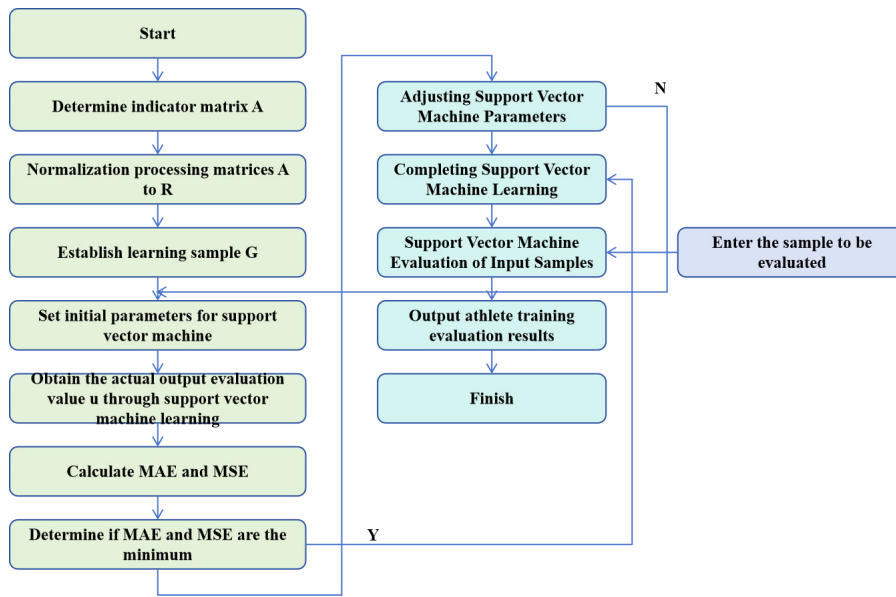 Start
Determine indicator matrix A
Normalization processing matrices A
to R
Establish learning sample G
Set initial parameters for support
vector machine
Obtain the actual output evaluation
value u through support vector
machine learning
Calculate MAE and MSE
Determine if MAE and MSE are the
minimum
Y
Adjusting Support Vector
Machine Parameters
N
Completing Support Vector
Machine Learning
Support Vector Machine
Evaluation of Input Samples
Enter the sample to be
evaluated
Output athlete training
evaluation results
Finish